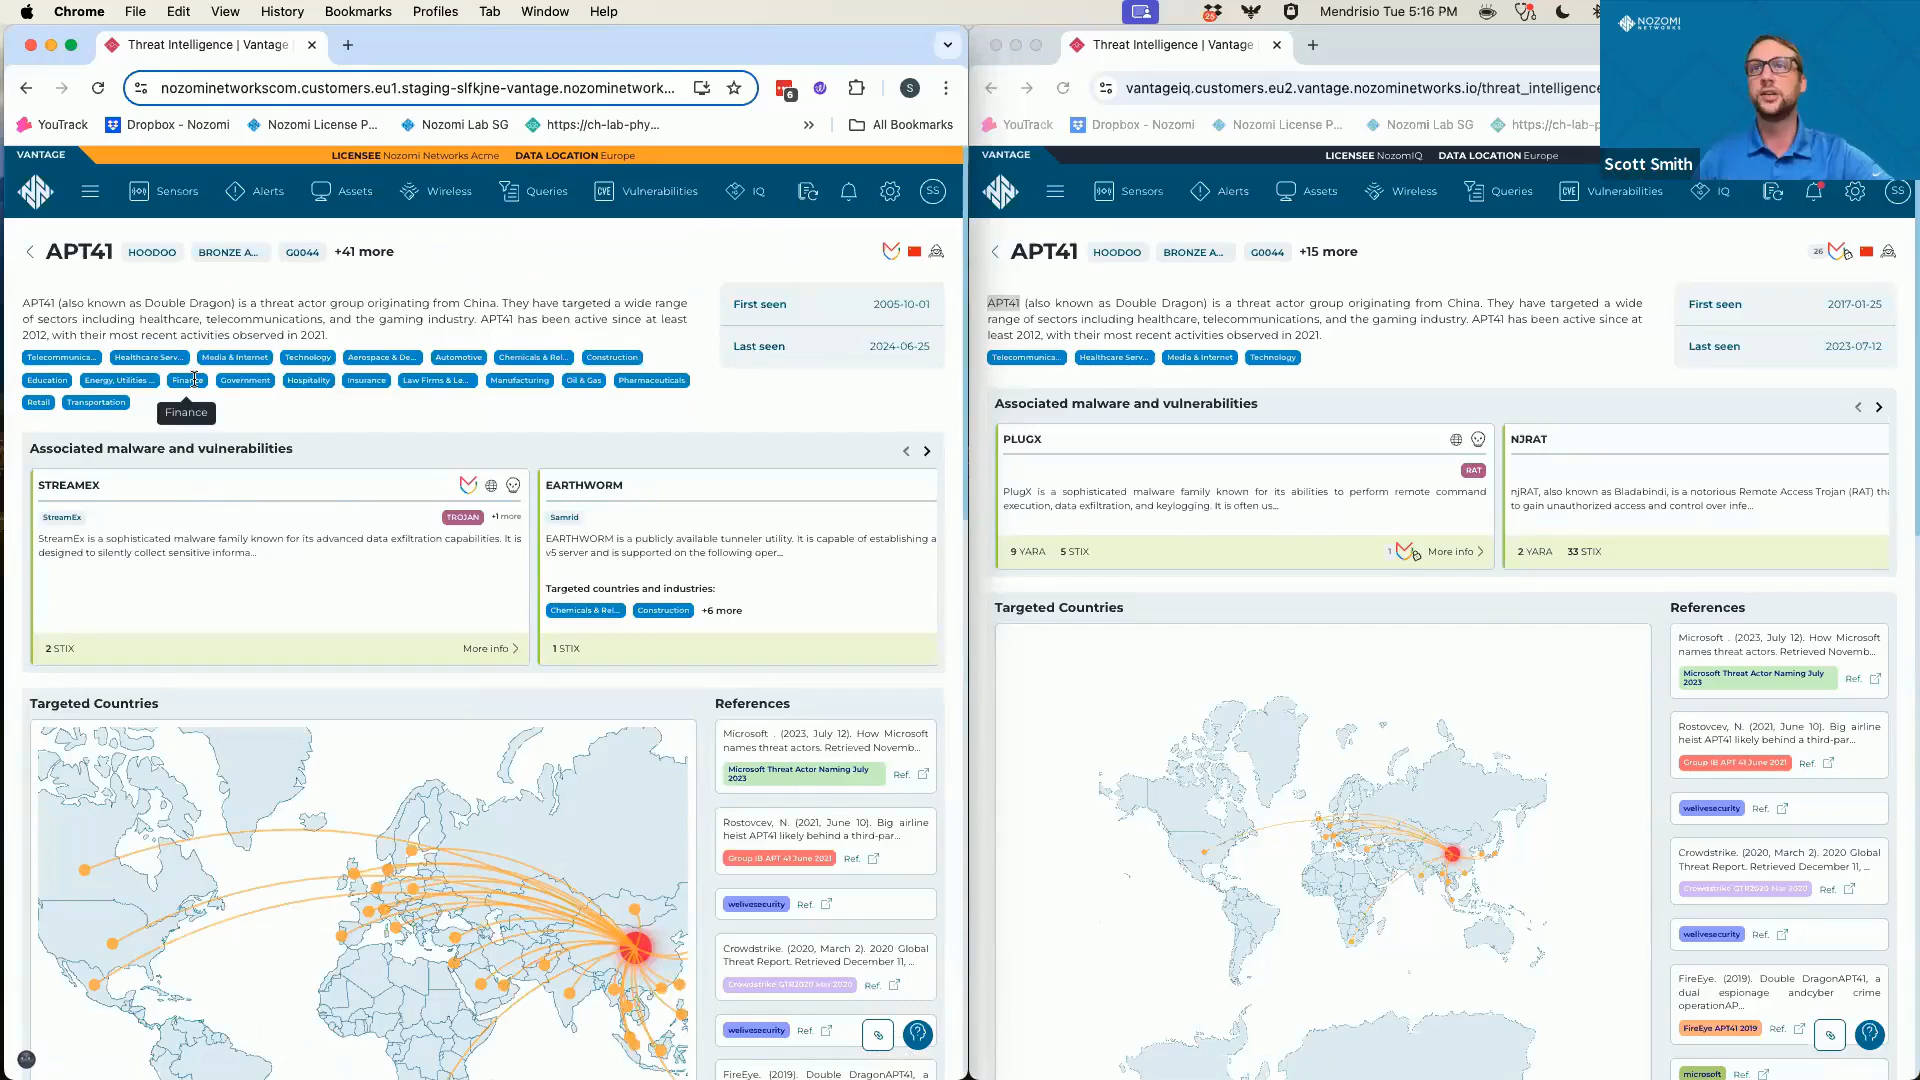 Chrome File Edit View History Bookmarks Profiles Tab Window Help
25
Mendrisio Tue 5:16 PM
NOZOMI
NETWORKS
Scott Smith
Threat Intelligence | Vantage
nozominetworkscom.customers.eu1.staging-slfkjne-vantage.nozominetwork...
6
S
YouTrack Dropbox - Nozomi Nozomi License P... Nozomi Lab SG https://ch-lab-phy... » All Bookmarks
VANTAGE
LICENSEE Nozomi Networks Acme DATA LOCATION Europe
Sensors Alerts Assets Wireless Queries CVE Vulnerabilities IQ SS
APT41 HOODOO BRONZE A... G0044 +41 more
APT41 (also known as Double Dragon) is a threat actor group originating from China. They have targeted a wide range
of sectors including healthcare, telecommunications, and the gaming industry. APT41 has been active since at least
2012, with their most recent activities observed in 2021.
First seen 2005-10-01
Last seen 2024-06-25
Telecommunica... Healthcare Serv... Media & Internet Technology Aerospace & De... Automotive Chemicals & Rel... Construction
Education Energy, Utilities ... Finance Government Hospitality Insurance Law Firms & Le... Manufacturing Oil & Gas Pharmaceuticals
Retail Transportation
Finance
Associated malware and vulnerabilities
STREAMEX
StreamEx TROJAN +1 more
StreamEx is a sophisticated malware family known for its advanced data exfiltration capabilities. It is
designed to silently collect sensitive informa...
2 STIX More info
EARTHWORM
Samrid
EARTHWORM is a publicly available tunneler utility. It is capable of establishing a
v5 server and is supported on the following oper...
Targeted countries and industries:
Chemicals & Rel... Construction +6 more
1 STIX
Targeted Countries
References
Microsoft . (2023, July 12). How Microsoft
names threat actors. Retrieved Novemb...
Microsoft Threat Actor Naming July
2023
Ref.
Rostovcev, N. (2021, June 10). Big airline
heist APT41 likely behind a third-par...
Group IB APT 41 June 2021 Ref.
welivesecurity Ref.
Crowdstrike. (2020, March 2). 2020 Global
Threat Report. Retrieved December 11, ...
Crowdstrike GTR2020 Mar 2020 Ref.
welivesecurity Ref.
FireEye. (2019). Double DragonAPT41, a
Threat Intelligence | Vantage
vantageiq.customers.eu2.vantage.nozominetworks.io/threat_intelligence
YouTrack Dropbox - Nozomi Nozomi License P... Nozomi Lab SG https://ch-lab-p
VANTAGE
LICENSEE NozomiIQ DATA LOCATION Europe
Sensors Alerts Assets Wireless Queries CVE Vulnerabilities IQ SS
APT41 HOODOO BRONZE A... G0044 +15 more
26
APT41 (also known as Double Dragon) is a threat actor group originating from China. They have targeted a wide
range of sectors including healthcare, telecommunications, and the gaming industry. APT41 has been active since at
least 2012, with their most recent activities observed in 2021.
First seen 2017-01-25
Last seen 2023-07-12
Telecommunica... Healthcare Serv... Media & Internet Technology
Associated malware and vulnerabilities
PLUGX
RAT
PlugX is a sophisticated malware family known for its abilities to perform remote command
execution, data exfiltration, and keylogging. It is often us...
9 YARA 5 STIX 1 More info
NJRAT
njRAT, also known as Bladabindi, is a notorious Remote Access Trojan (RAT) tha
to gain unauthorized access and control over infe...
2 YARA 33 STIX
Targeted Countries
References
Microsoft . (2023, July 12). How Microsoft
names threat actors. Retrieved Novemb...
Microsoft Threat Actor Naming July
2023
Ref.
Rostovcev, N. (2021, June 10). Big airline
heist APT41 likely behind a third-par...
Group IB APT 41 June 2021 Ref.
welivesecurity Ref.
Crowdstrike. (2020, March 2). 2020 Global
Threat Report. Retrieved December 11, ...
Crowdstrike GTR2020 Mar 2020 Ref.
welivesecurity Ref.
FireEye. (2019). Double DragonAPT41, a
dual espionage andcyber crime
operationAP...
FireEye APT41 2019 Ref.
microsoft Ref.